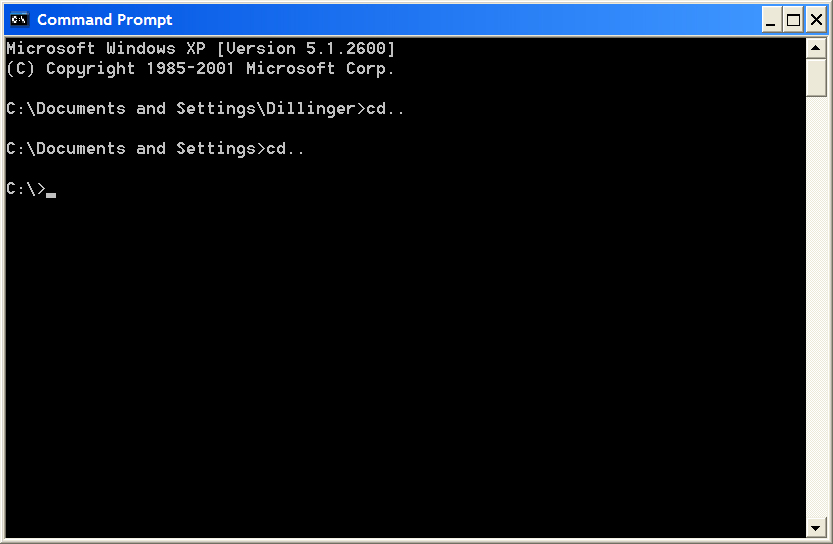 Command Prompt
Microsoft Windows XP [Version 5.1.2600]
(C) Copyright 1985-2001 Microsoft Corp.
C:\Documents and Settings\Dillinger>cd..
C:\Documents and Settings>cd..
C:\>_